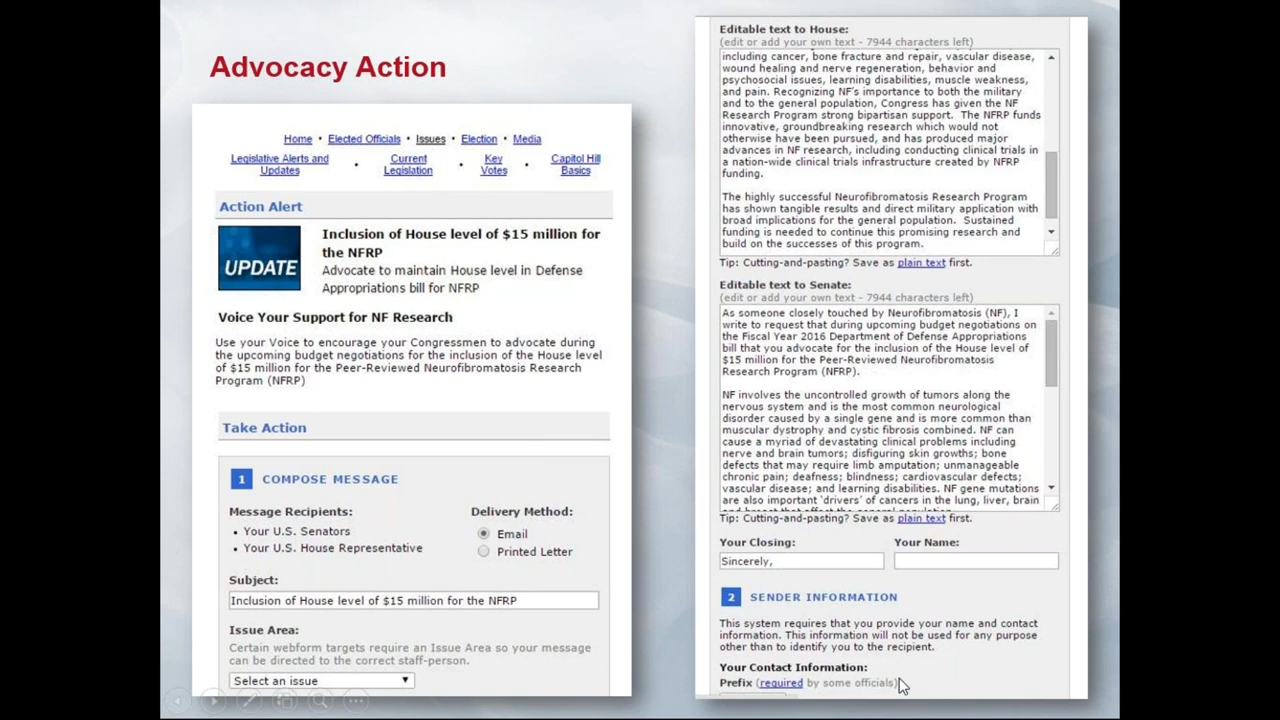 Advocacy Action
Home • Elected Officials • Issues • Election • Media
Legislative Alerts and Updates • Current Legislation • Key Votes • Capitol Hill Basics
Action Alert
UPDATE
Inclusion of House level of $15 million for
the NFRP
Advocate to maintain House level in Defense
Appropriations bill for NFRP
Voice Your Support for NF Research
Use your Voice to encourage your Congressmen to advocate during
the upcoming budget negotiations for the inclusion of the House level
of $15 million for the Peer-Reviewed Neurofibromatosis Research
Program (NFRP)
Take Action
1 COMPOSE MESSAGE
Message Recipients:
• Your U.S. Senators
• Your U.S. House Representative
Delivery Method:
Email
Printed Letter
Subject:
Inclusion of House level of $15 million for the NFRP
Issue Area:
Certain webform targets require an Issue Area so your message
can be directed to the correct staff-person.
Select an issue
Editable text to House:
(edit or add your own text - 7944 characters left)
including cancer, bone fracture and repair, vascular disease,
wound healing and nerve regeneration, behavior and
psychosocial issues, learning disabilities, muscle weakness,
and pain. Recognizing NF's importance to both the military
and to the general population, Congress has given the NF
Research Program strong bipartisan support. The NFRP funds
innovative, groundbreaking research which would not
otherwise have been pursued, and has produced major
advances in NF research, including conducting clinical trials in
a nation-wide clinical trials infrastructure created by NFRP
funding.
The highly successful Neurofibromatosis Research Program
has shown tangible results and direct military application with
broad implications for the general population. Sustained
funding is needed to continue this promising research and
build on the successes of this program.
Tip: Cutting-and-pasting? Save as plain text first.
Editable text to Senate:
(edit or add your own text - 7944 characters left)
As someone closely touched by Neurofibromatosis (NF), I
write to request that during upcoming budget negotiations on
the Fiscal Year 2016 Department of Defense Appropriations
bill that you advocate for the inclusion of the House level of
$15 million for the Peer-Reviewed Neurofibromatosis
Research Program (NFRP).
NF involves the uncontrolled growth of tumors along the
nervous system and is the most common neurological
disorder caused by a single gene and is more common than
muscular dystrophy and cystic fibrosis combined. NF can
cause a myriad of devastating clinical problems including
nerve and brain tumors; disfiguring skin growths; bone
defects that may require limb amputation; unmanageable
chronic pain; deafness; blindness; cardiovascular defects;
vascular disease; and learning disabilities. NF gene mutations
are also important 'drivers' of cancers in the lung, liver, brain
and breast that affect the general population
Tip: Cutting-and-pasting? Save as plain text first.
Your Closing:
Sincerely,
Your Name:
2 SENDER INFORMATION
This system requires that you provide your name and contact
information. This information will not be used for any purpose
other than to identify you to the recipient.
Your Contact Information:
Prefix (required by some officials)